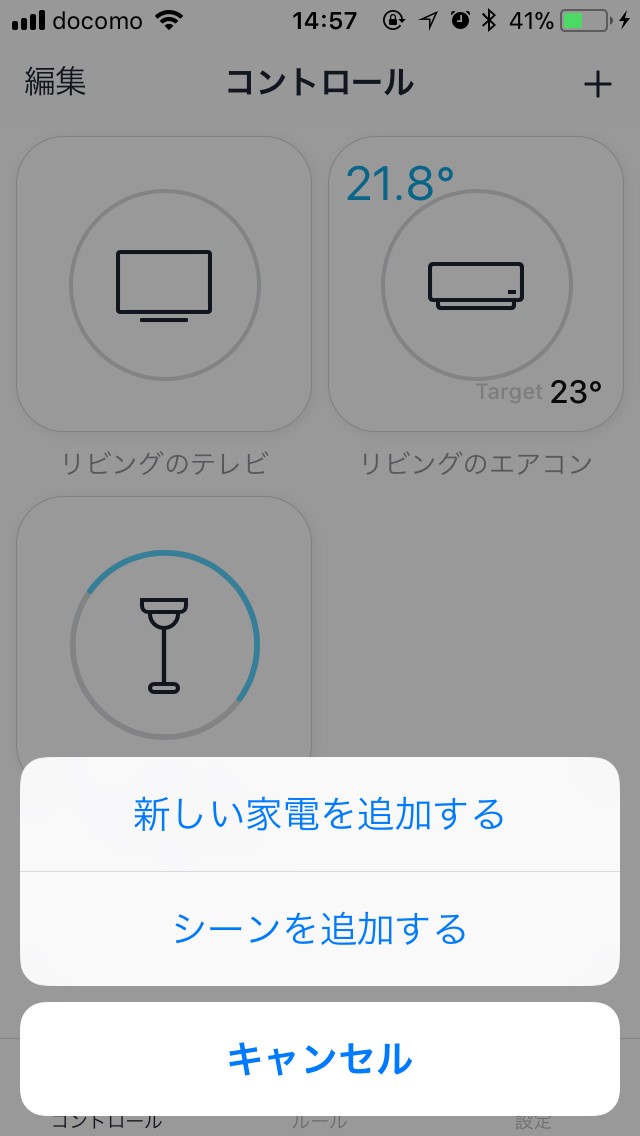 docomo 14:57 41%
編集 コントロール +
21.8°
Target 23°
リビングのテレビ リビングのエアコン
新しい家電を追加する
シーンを追加する
キャンセル
コントロール ルール 設定